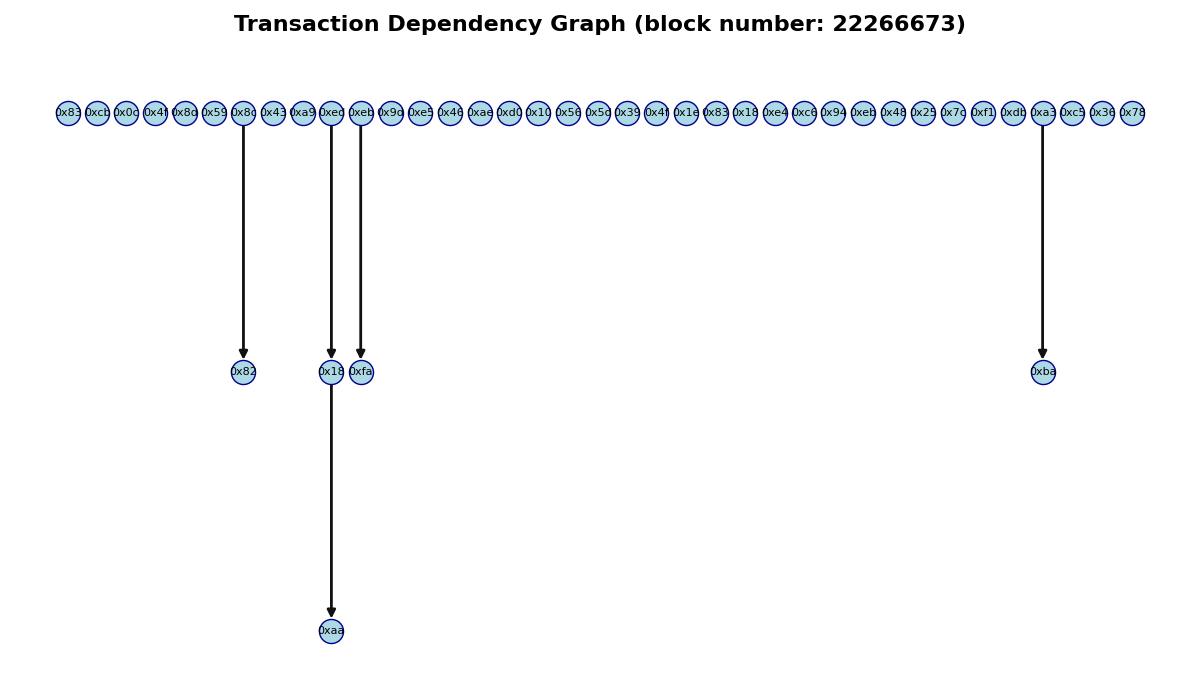 Transaction Dependency Graph (block number: 22266673)
0x83 0xcb 0x0c 0x4f 0x8d 0x59 0x8c 0x43 0xa9 0xec 0xeb 0x9d 0xe5 0x46 0xae 0xd0 0x10 0x56 0x5c 0x39 0x4f 0x1e 0x83 0x18 0xe4 0xc6 0x94 0xeb 0x48 0x25 0x7c 0xf1 0xdb 0xa3 0xc5 0x36 0x78
0x82 0x18 0xfa 0xba
0xaa